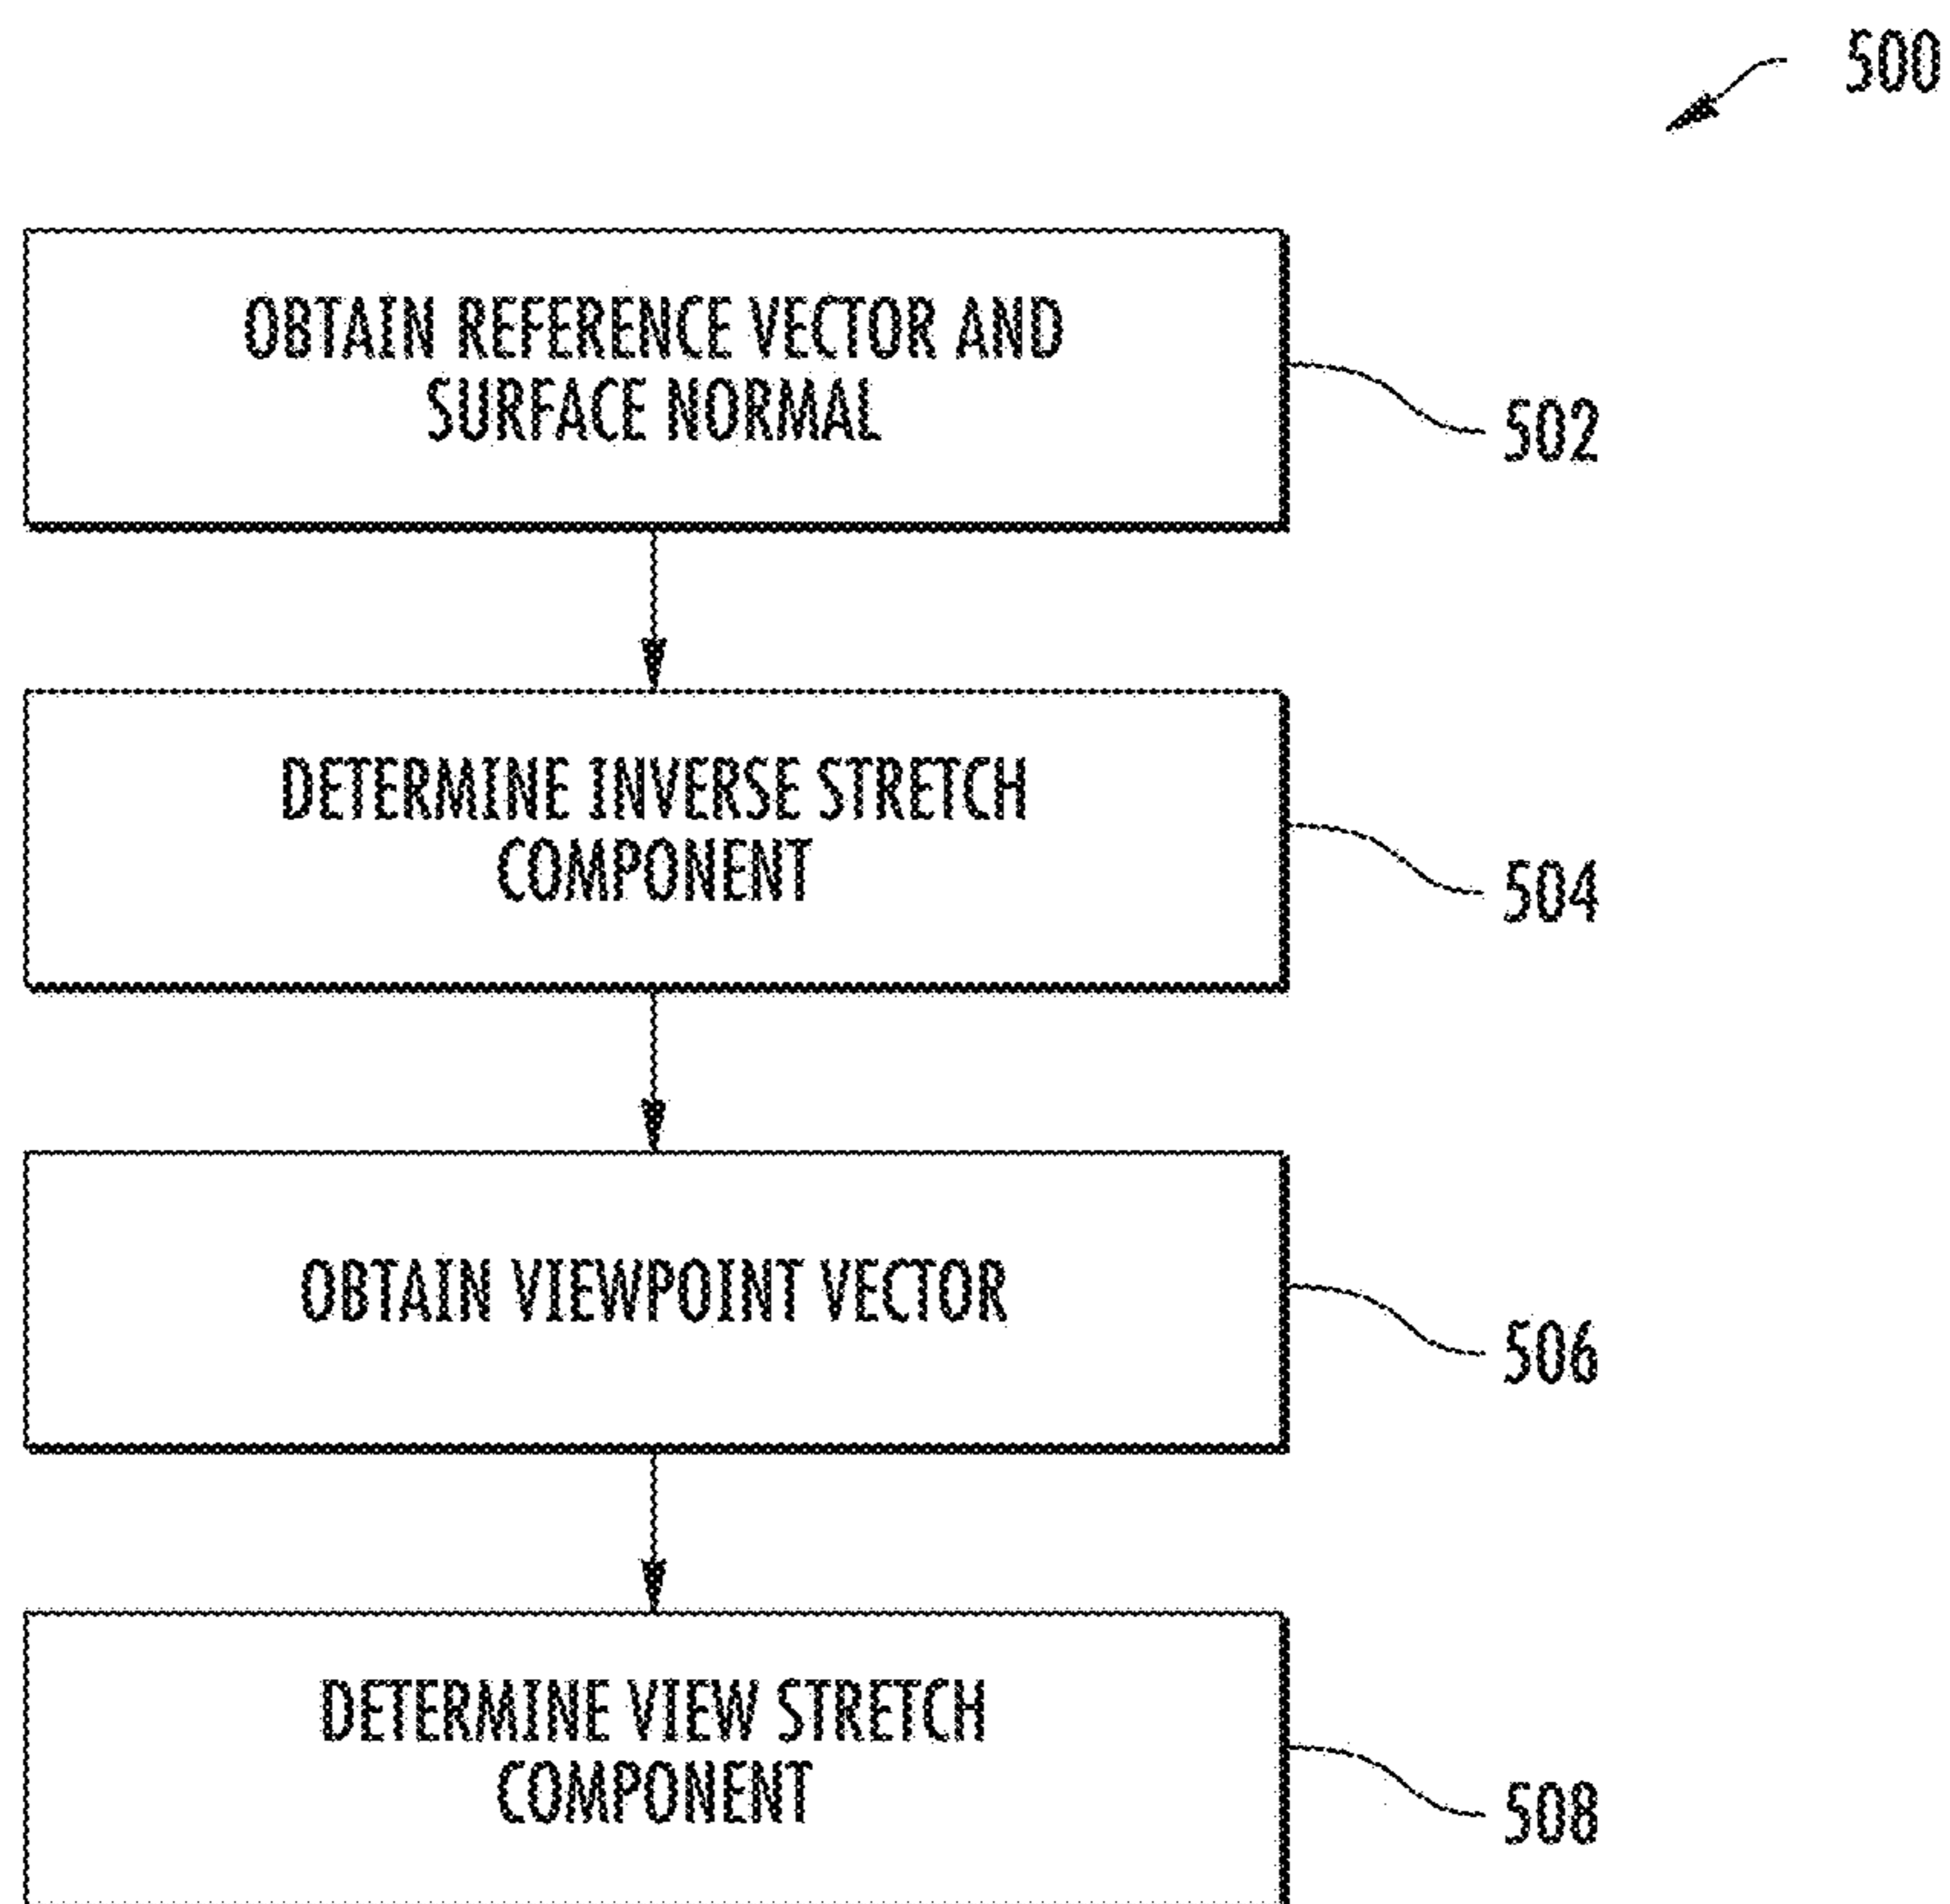 500
OBTAIN REFERENCE VECTOR AND
SURFACE NORMAL
502
DETERMINE INVERSE STRETCH
COMPONENT
504
OBTAIN VIEWPOINT VECTOR
506
DETERMINE VIEW STRETCH
COMPONENT
508